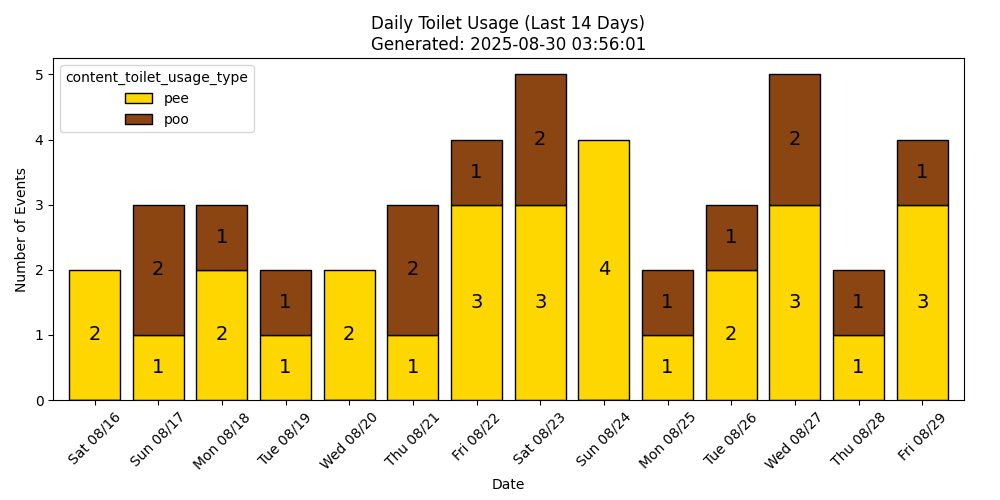 Daily Toilet Usage (Last 14 Days)
Generated: 2025-08-30 03:56:01
content_toilet_usage_type
pee
poo
Number of Events
5
4
3
2
1
0
2
2
1
1
2
1
1
2
2
1
1
3
2
3
4
1
1
1
2
2
3
1
1
1
3
Sat 08/16
Sun 08/17
Mon 08/18
Tue 08/19
Wed 08/20
Thu 08/21
Fri 08/22
Sat 08/23
Sun 08/24
Mon 08/25
Tue 08/26
Wed 08/27
Thu 08/28
Fri 08/29
Date